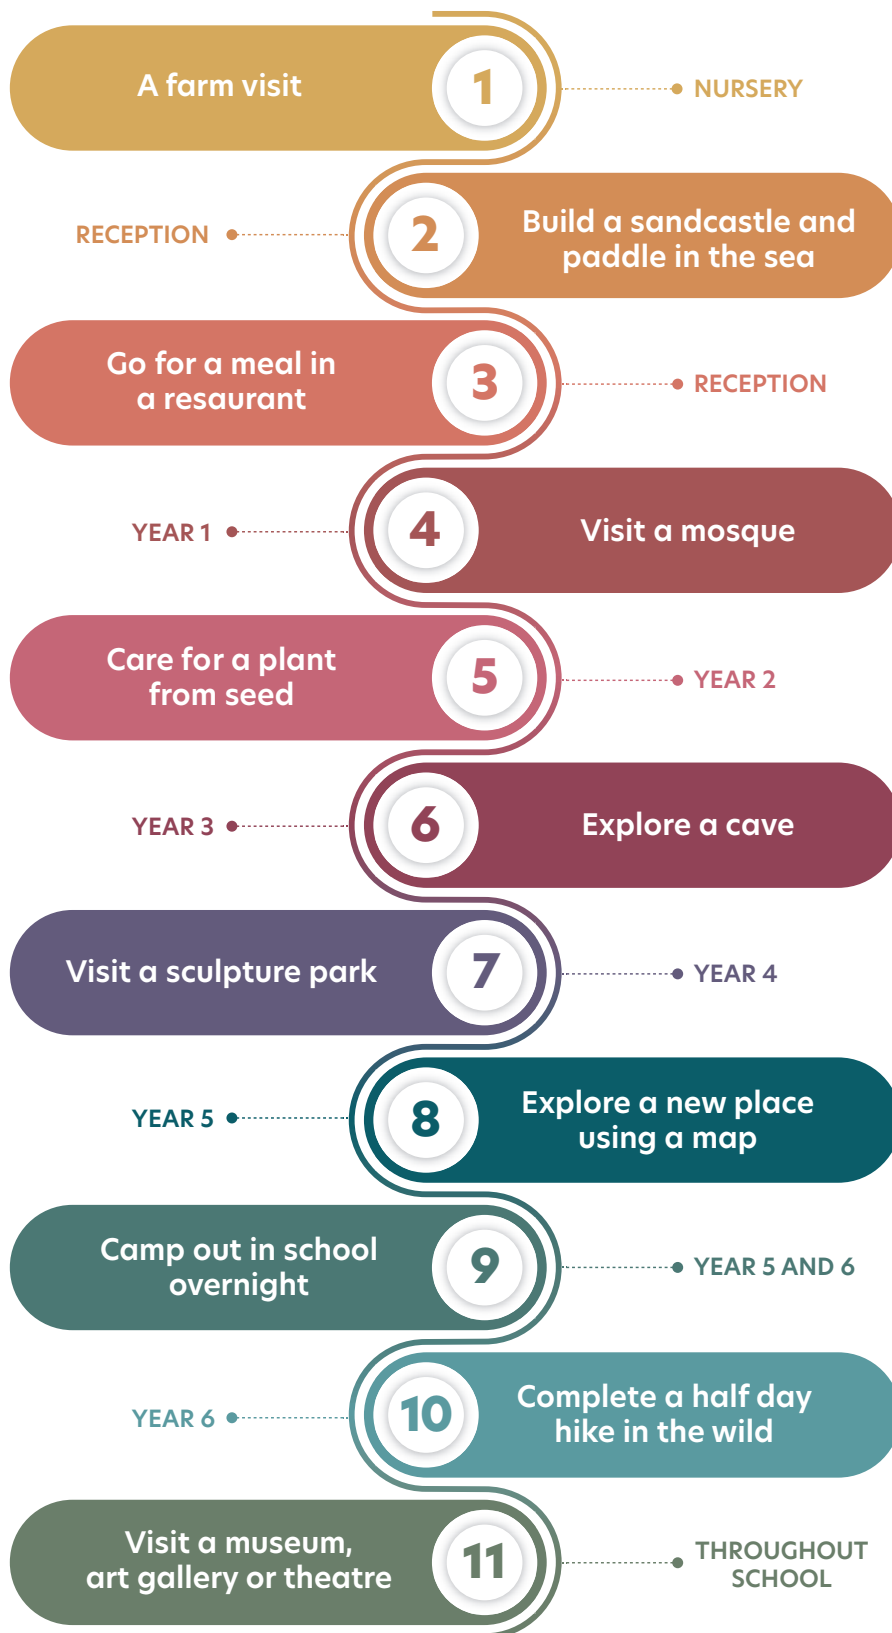 A farm visit
1
NURSERY
RECEPTION
2
Build a sandcastle and
paddle in the sea
Go for a meal in
a resaurant
3
RECEPTION
YEAR 1
4
Visit a mosque
Care for a plant
from seed
5
YEAR 2
YEAR 3
6
Explore a cave
Visit a sculpture park
7
YEAR 4
YEAR 5
8
Explore a new place
using a map
Camp out in school
overnight
9
YEAR 5 AND 6
YEAR 6
10
Complete a half day
hike in the wild
Visit a museum,
art gallery or theatre
11
THROUGHOUT
SCHOOL